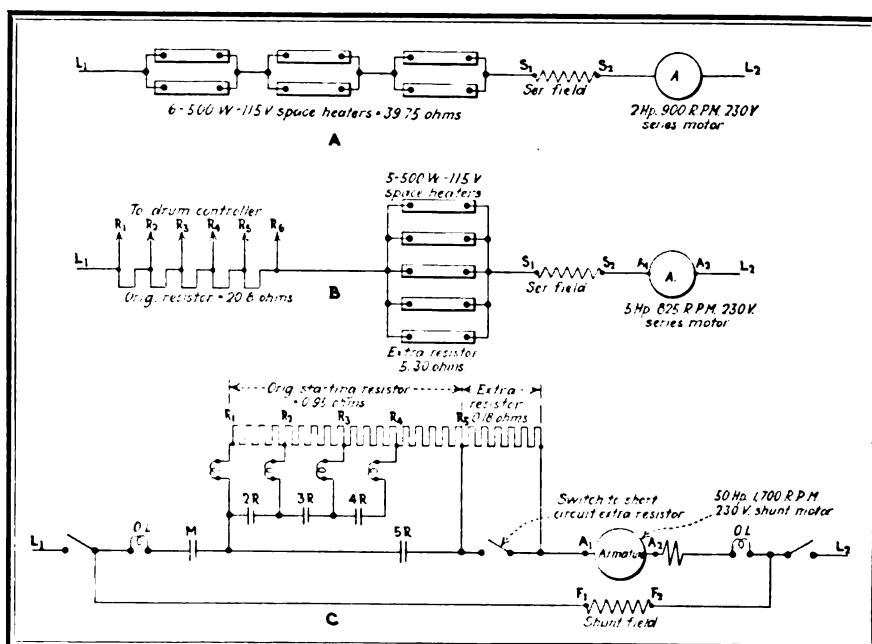 L₁
S₁
S₂
A
L₂
Ser field
6-500 W-115 V space heaters = 39.75 ohms
2 Hp. 900 R.P.M. 230 V.
series motor
A
5-500 W-115 V
space heaters
To drum controller
R₁ R₂ R₃ R₄ R₅ R₆
L₁
S₁
S₂
A₁
A.
A₂
L₂
Orig. resistor = 20.8 ohms
B
Ser field
5 Hp. 825 R.P.M. 230 V.
series motor
Extra resistor
5.30 ohms
Orig. starting resistor
= 0.95 ohms
Extra
resistor
0.18 ohms
R₁ R₂ R₃ R₄ R₅
2R 3R 4R
Switch to short
circuit extra resistor
50 Hp. 1,700 R.P.M.
230 V. shunt motor
L₁
O.L.
M
5R
A₁
Armature
A₂
O.L.
L₂
F₁
F₂
Shunt field
C